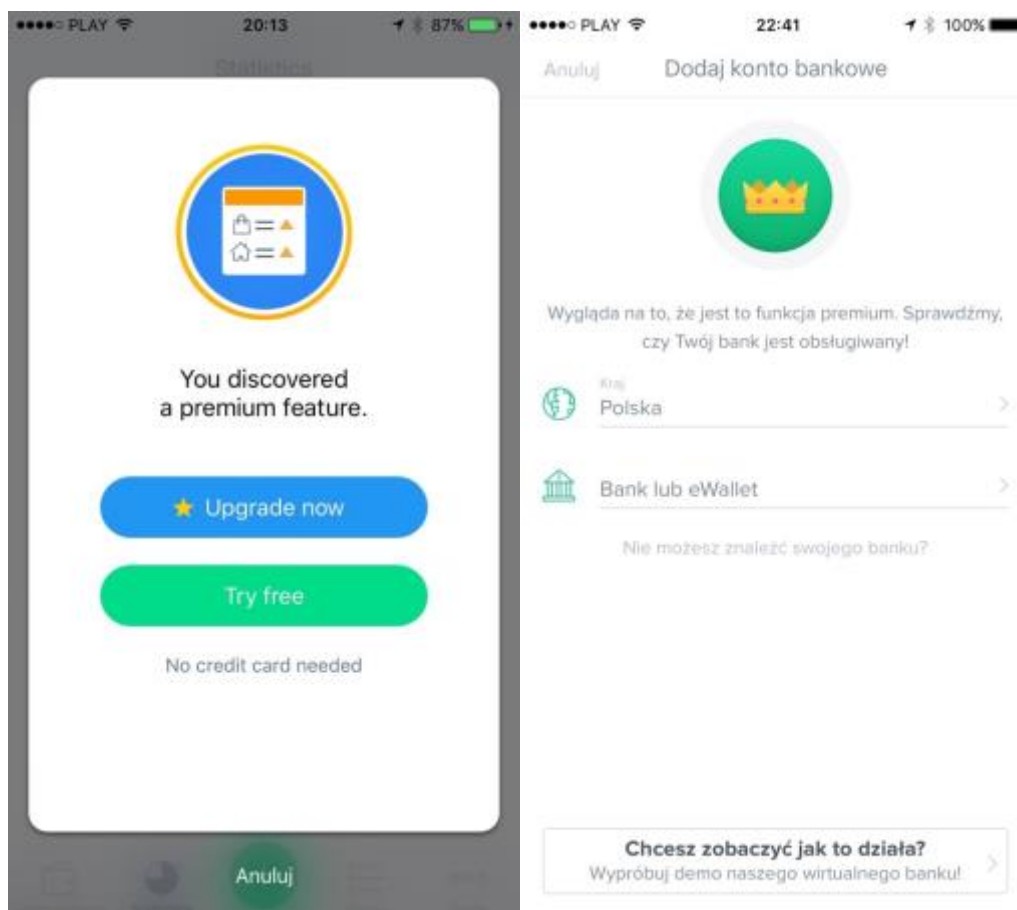 PLAY
20:13
87%
Statistics
You discovered
a premium feature.
Upgrade now
Try free
No credit card needed
Anuluj
PLAY
22:41
100%
Anuluj
Dodaj konto bankowe
Wygląda na to, że jest to funkcja premium. Sprawdźmy,
czy Twój bank jest obsługiwany!
Kraj
Polska
Bank lub eWallet
Nie możesz znaleźć swojego banku?
Chcesz zobaczyć jak to działa?
Wypróbuj demo naszego wirtualnego banku!